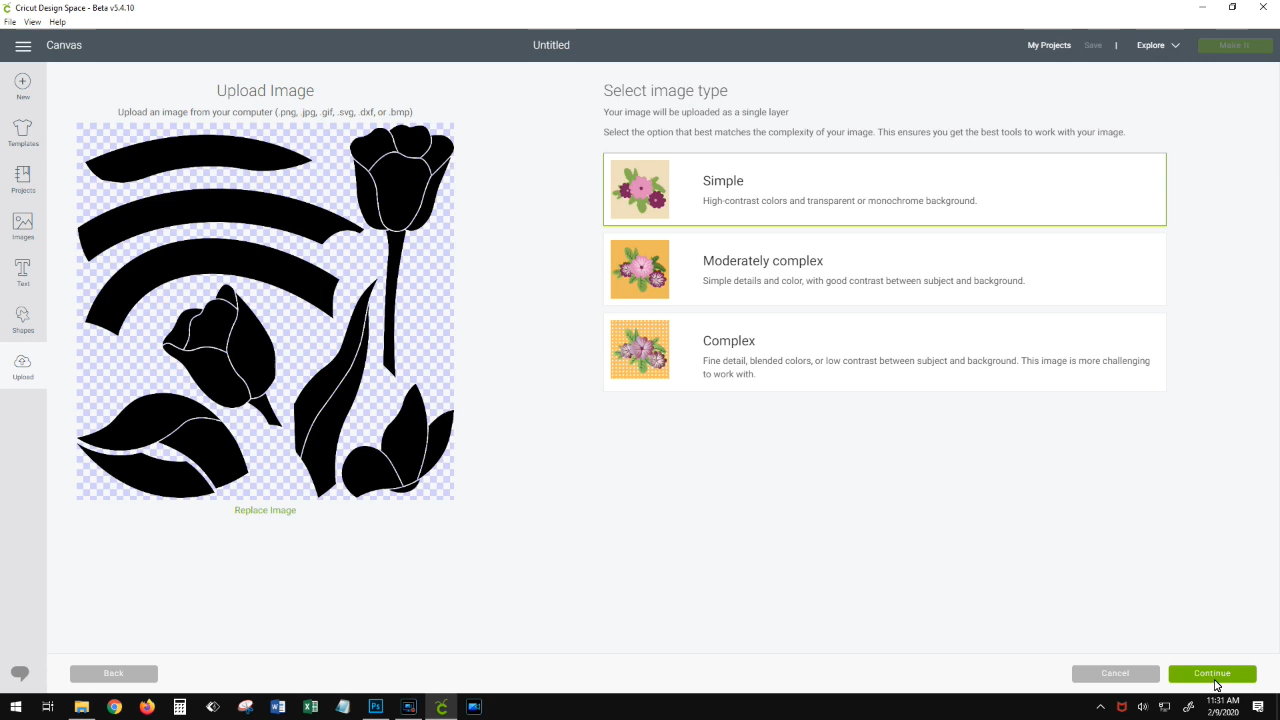 Cricut Design Space - Beta v5.4.10
File View Help
Canvas
Untitled
My Projects Save | Explore Make It
New
Templates
Projects
Images
Text
Shapes
Upload
Upload Image
Upload an image from your computer (.png, .jpg, .gif, .svg, .dxf, or .bmp)
Replace Image
Select image type
Your image will be uploaded as a single layer
Select the option that best matches the complexity of your image. This ensures you get the best tools to work with your image.
Simple
High-contrast colors and transparent or monochrome background.
Moderately complex
Simple details and color, with good contrast between subject and background.
Complex
Fine detail, blended colors, or low contrast between subject and background. This image is more challenging
to work with.
Back
Cancel
Continue
11:31 AM
2/9/2020